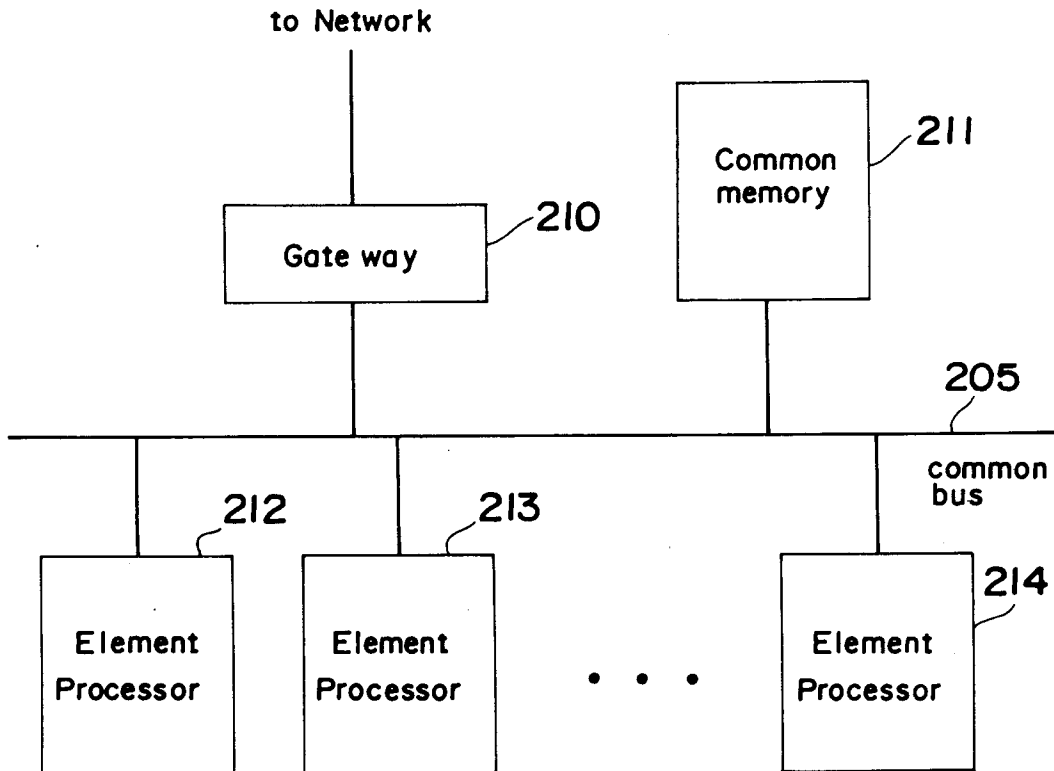 to Network
211
Common
memory
210
Gate way
205
common
bus
212
213
214
Element
Processor
Element
Processor
Element
Processor